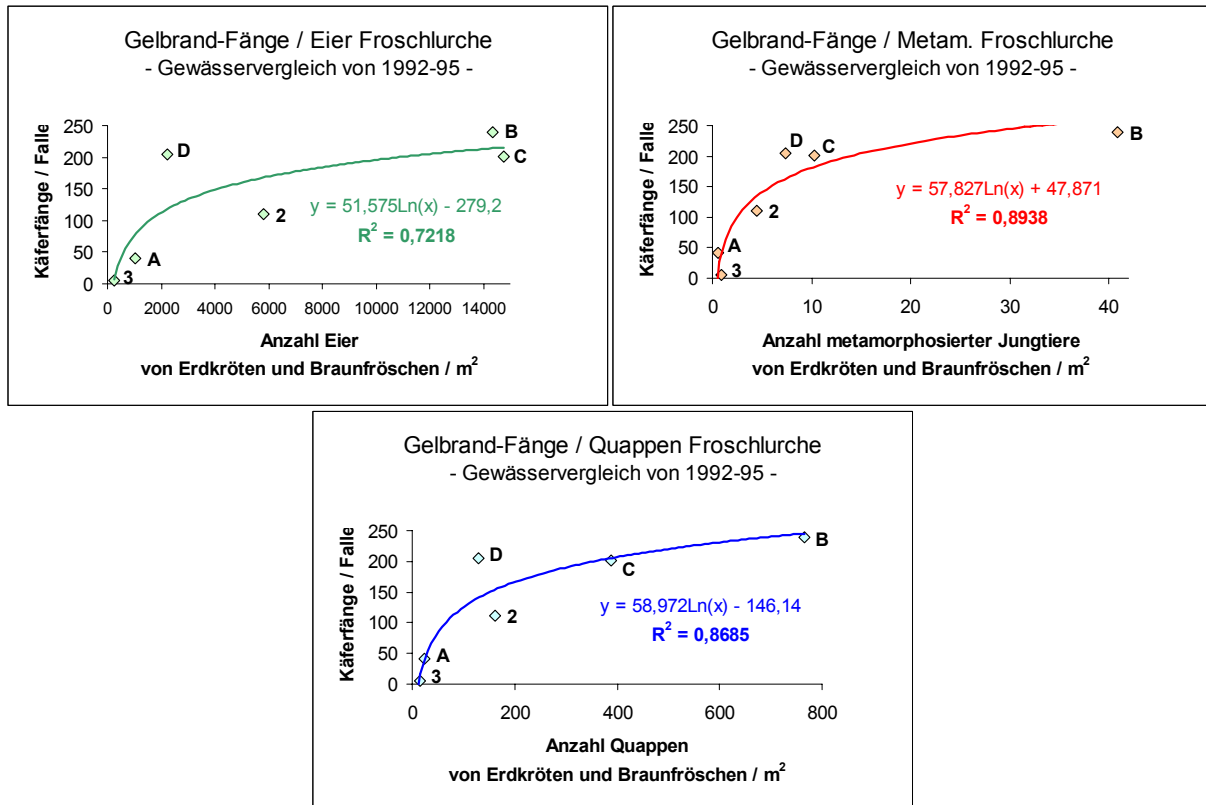 Gelbrand-Fänge / Eier Froschlurche
- Gewässervergleich von 1992-95 -
Käferfänge / Falle
250
200
150
100
50
0
D
B
C
2
A
3
y = 51,575Ln(x) - 279,2
R² = 0,7218
0 2000 4000 6000 8000 10000 12000 14000
Anzahl Eier
von Erdkröten und Braunfröschen / m²
Gelbrand-Fänge / Metam. Froschlurche
- Gewässervergleich von 1992-95 -
Käferfänge / Falle
250
200
150
100
50
0
D
C
B
2
A
3
y = 57,827Ln(x) + 47,871
R² = 0,8938
0 10 20 30 40
Anzahl metamorphosierter Jungtiere
von Erdkröten und Braunfröschen / m²
Gelbrand-Fänge / Quappen Froschlurche
- Gewässervergleich von 1992-95 -
Käferfänge / Falle
250
200
150
100
50
0
D
C
B
2
A
3
y = 58,972Ln(x) - 146,14
R² = 0,8685
0 200 400 600 800
Anzahl Quappen
von Erdkröten und Braunfröschen / m²